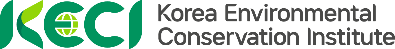 KECI
Korea Environmental
Conservation Institute